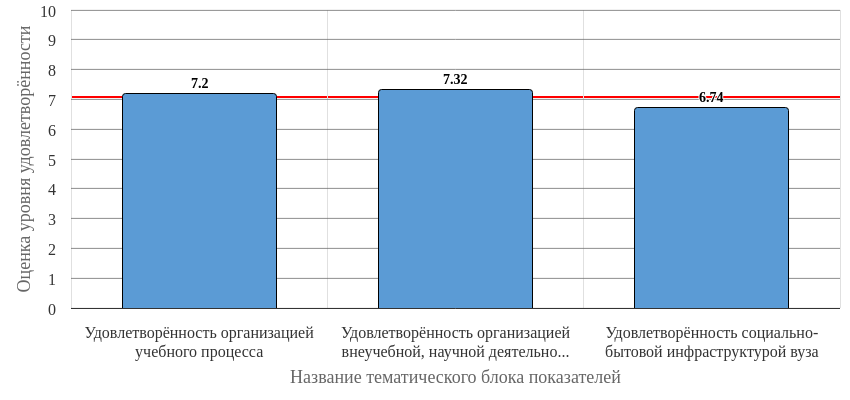 Оценка уровня удовлетворённости
10
9
8
7
6
5
4
3
2
1
0
7.2
7.32
6.74
Удовлетворённость организацией
учебного процесса
Удовлетворённость организацией
внеучебной, научной деятельно...
Удовлетворённость социально-
бытовой инфраструктурой вуза
Название тематического блока показателей